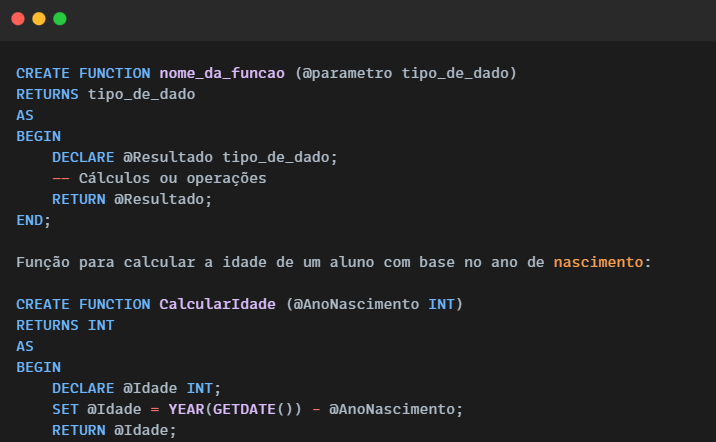 CREATE FUNCTION nome_da_funcao (@parametro tipo_de_dado)
RETURNS tipo_de_dado
AS
BEGIN
    DECLARE @Resultado tipo_de_dado;
    -- Cálculos ou operações
    RETURN @Resultado;
END;

Função para calcular a idade de um aluno com base no ano de nascimento:

CREATE FUNCTION CalcularIdade (@AnoNascimento INT)
RETURNS INT
AS
BEGIN
    DECLARE @Idade INT;
    SET @Idade = YEAR(GETDATE()) - @AnoNascimento;
    RETURN @Idade;